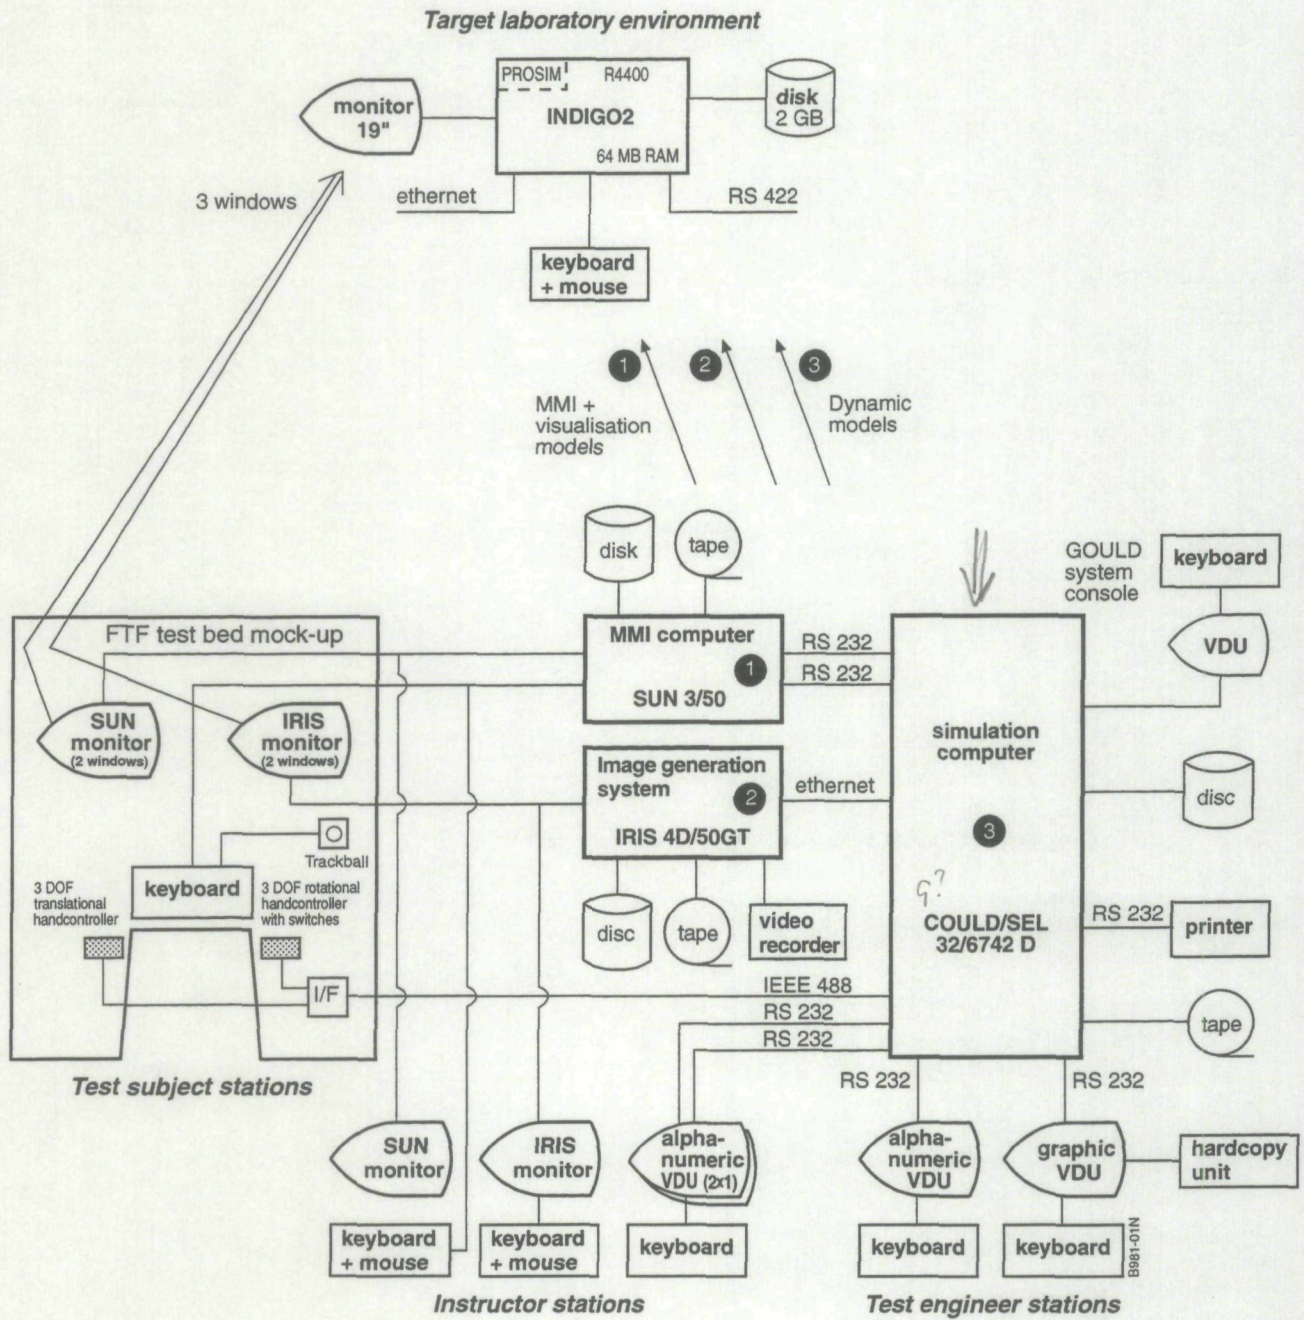 Target laboratory environment
PROSIM
R4400
INDIGO2
64 MB RAM
monitor
19"
disk
2 GB
3 windows
ethernet
RS 422
keyboard
+ mouse
1
2
3
MMI +
visualisation
models
Dynamic
models
disk
tape
GOULD
system
console
keyboard
VDU
FTF test bed mock-up
MMI computer
1
SUN 3/50
RS 232
RS 232
SUN
monitor
(2 windows)
IRIS
monitor
(2 windows)
simulation
computer
3
G?
COULD/SEL
32/6742 D
Image generation
system
2
IRIS 4D/50GT
ethernet
disc
Trackball
keyboard
3 DOF
translational
handcontroller
3 DOF rotational
handcontroller
with switches
I/F
disc
tape
video
recorder
RS 232
printer
IEEE 488
RS 232
RS 232
tape
Test subject stations
RS 232
RS 232
SUN
monitor
IRIS
monitor
alpha-
numeric
VDU (2x1)
alpha-
numeric
VDU
graphic
VDU
hardcopy
unit
keyboard
+ mouse
keyboard
+ mouse
keyboard
keyboard
keyboard
B981-01N
Instructor stations
Test engineer stations